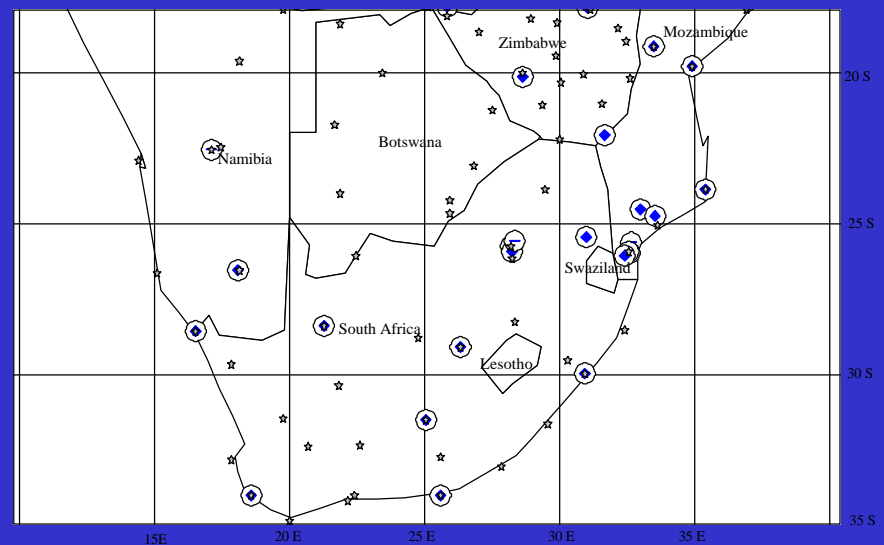 Mozambique
Zimbabwe
20 S
Botswana
Namibia
25 S
Swaziland
South Africa
Lesotho
30 S
35 S
15E
20 E
25 E
30 E
35 E